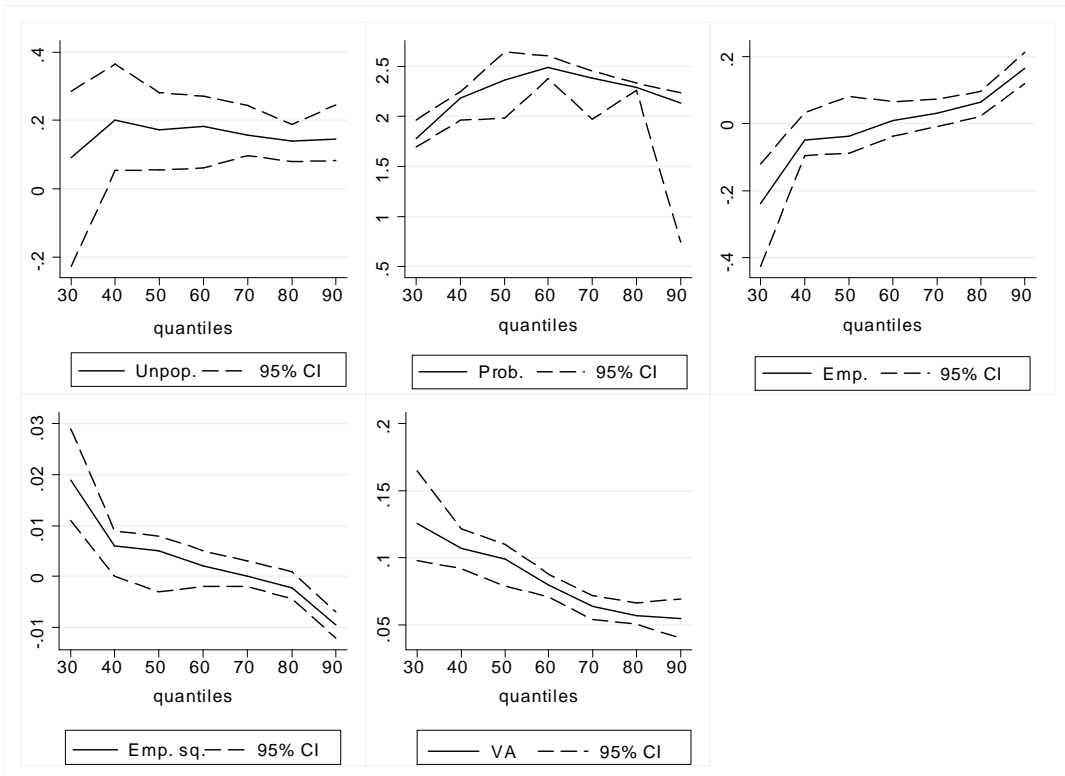 .4
.2
0
-.2
30 40 50 60 70 80 90
quantiles
Unpop. 95% CI
2.5
2
1.5
1
.5
30 40 50 60 70 80 90
quantiles
Prob. 95% CI
.2
0
-.2
-.4
30 40 50 60 70 80 90
quantiles
Emp. 95% CI
.03
.02
.01
0
-.01
30 40 50 60 70 80 90
quantiles
Emp. sq. 95% CI
.2
.15
.1
.05
30 40 50 60 70 80 90
quantiles
VA 95% CI